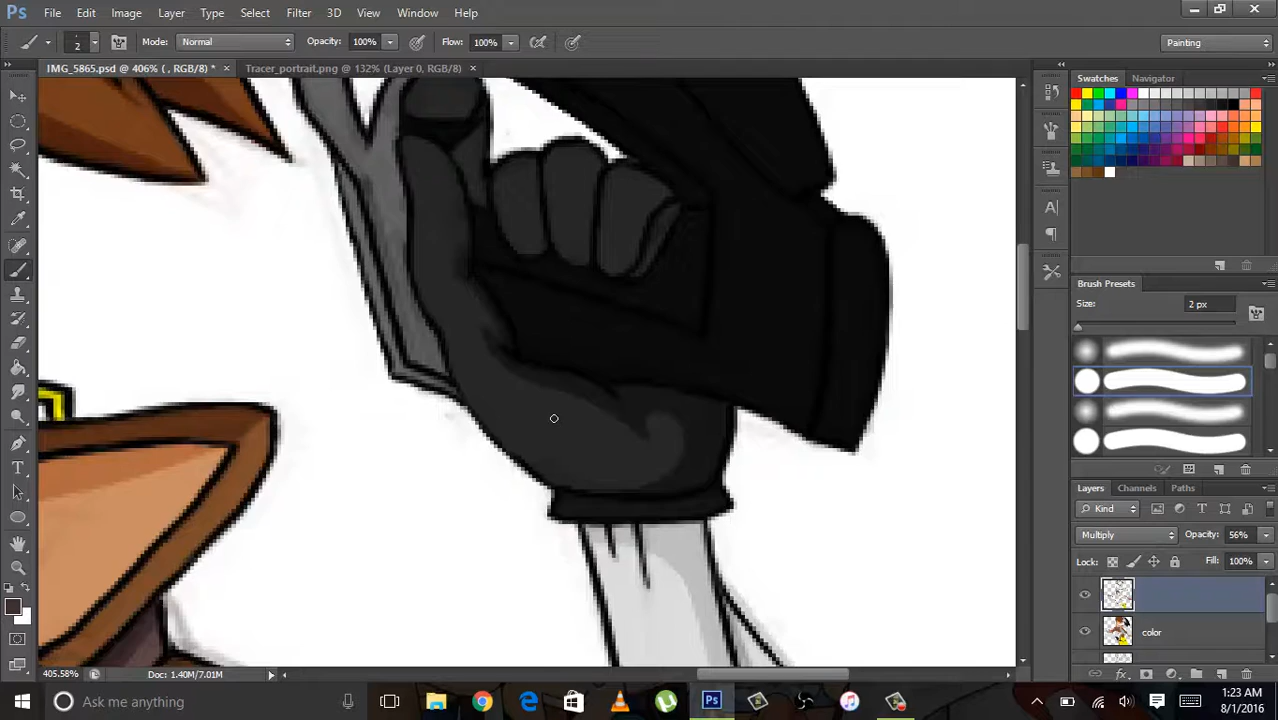 Ps File Edit Image Layer Type Select Filter 3D View Window Help
2 Mode: Normal Opacity: 100% Flow: 100% Painting
IMG_5865.psd @ 406% ( , RGB/8) * × Tracer_portrait.png @ 132% (Layer 0, RGB/8) ×
Swatches Navigator
Brush Presets
Size: 2 px
Layers Channels Paths
Kind
Multiply Opacity: 56%
Lock: Fill: 100%
color
405.58% Doc: 1.40M/7.01M
Ask me anything
1:23 AM
8/1/2016